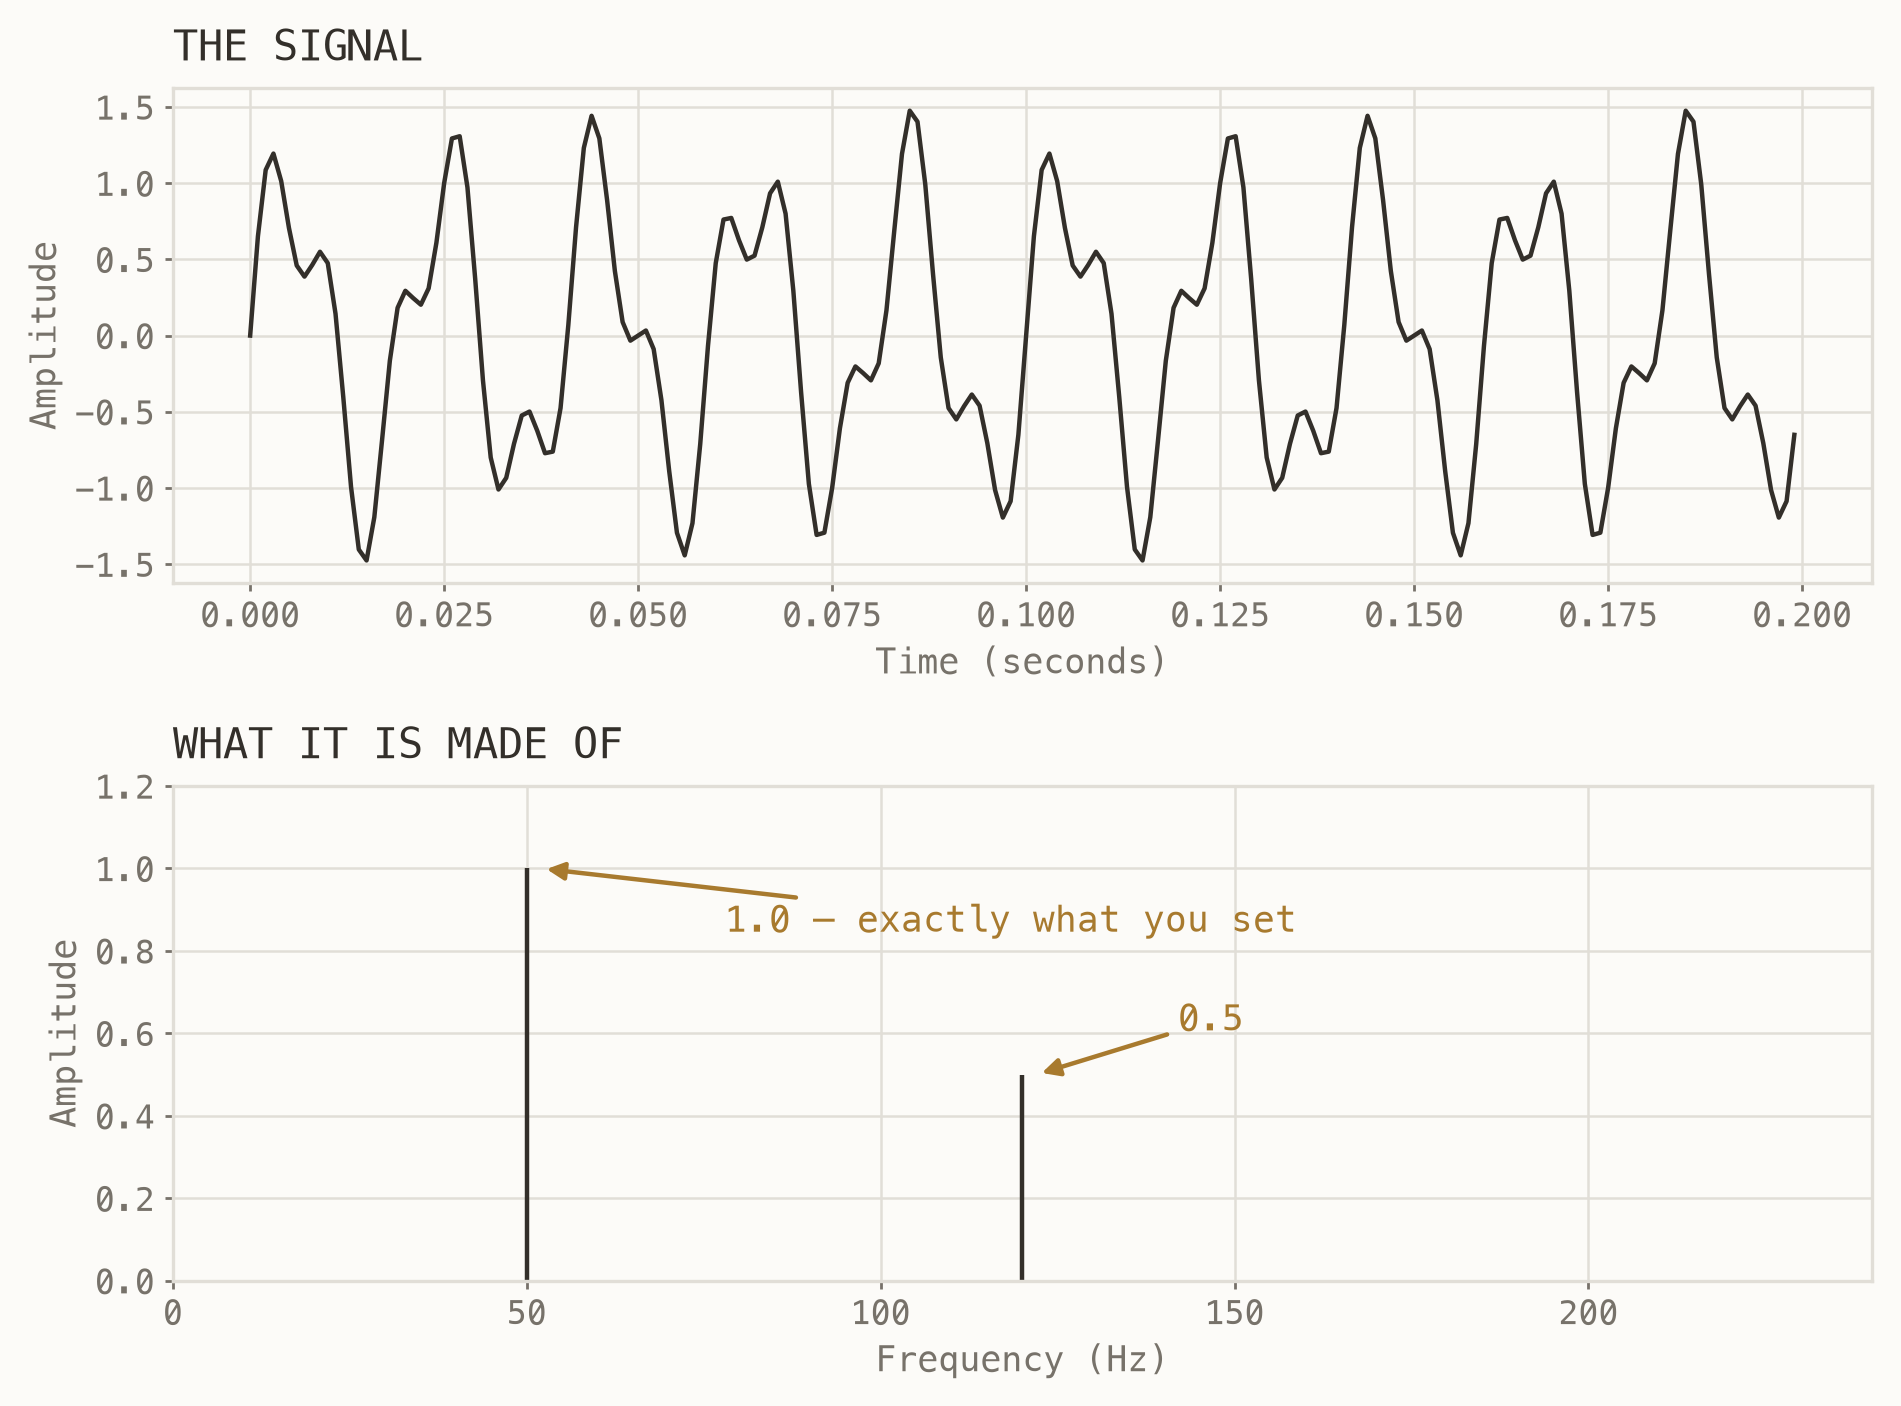 THE SIGNAL
1.5
1.0
0.5
0.0
−0.5
−1.0
−1.5
Amplitude
0.000 0.025 0.050 0.075 0.100 0.125 0.150 0.175 0.200
Time (seconds)
WHAT IT IS MADE OF
1.2
1.0
0.8
0.6
0.4
0.2
0.0
Amplitude
1.0 — exactly what you set
0.5
0 50 100 150 200
Frequency (Hz)